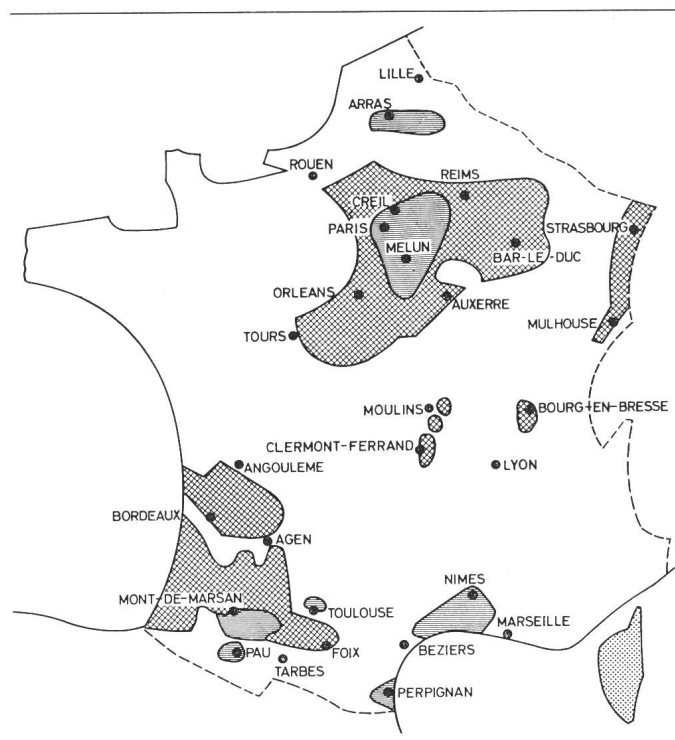 LILLE
ARRAS
ROUEN
REIMS
CREIL
PARIS
STRASBOURG
MELUN
BAR-LE-DUC
ORLEANS
AUXERRE
MULHOUSE
TOURS
MOULINS
BOURG-EN-BRESSE
CLERMONT-FERRAND
ANGOULEME
LYON
BORDEAUX
AGEN
NIMES
MONT-DE-MARSAN
TOULOUSE
MARSEILLE
PAU
FOIX
BEZIERS
TARBES
PERPIGNAN